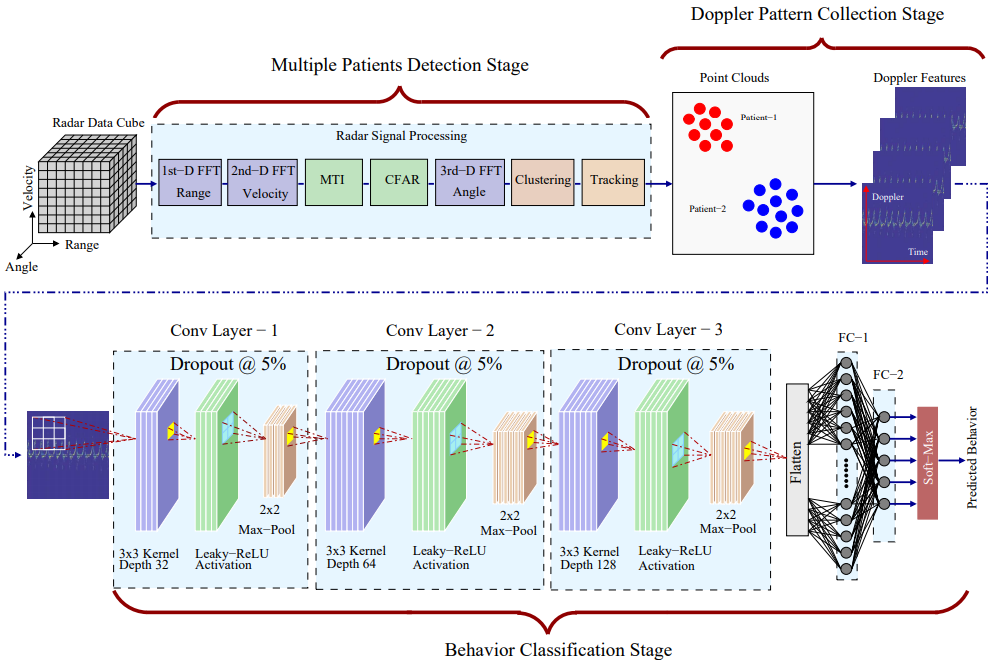 Doppler Pattern Collection Stage
Multiple Patients Detection Stage
Point Clouds
Doppler Features
Radar Data Cube
Radar Signal Processing
Velocity
Range
Angle
1st−D FFT
Range
2nd−D FFT
Velocity
MTI
CFAR
3rd−D FFT
Angle
Clustering
Tracking
Patient−1
Patient−2
Doppler
Time
Conv Layer − 1
Conv Layer − 2
Conv Layer − 3
Dropout @ 5%
Dropout @ 5%
Dropout @ 5%
FC−1
FC−2
2x2
Max−Pool
2x2
Max−Pool
2x2
Max−Pool
3x3 Kernel
Depth 32
Leaky−ReLU
Activation
3x3 Kernel
Depth 64
Leaky−ReLU
Activation
3x3 Kernel
Depth 128
Leaky−ReLU
Activation
Flatten
Soft−Max
Predicted Behavior
Behavior Classification Stage